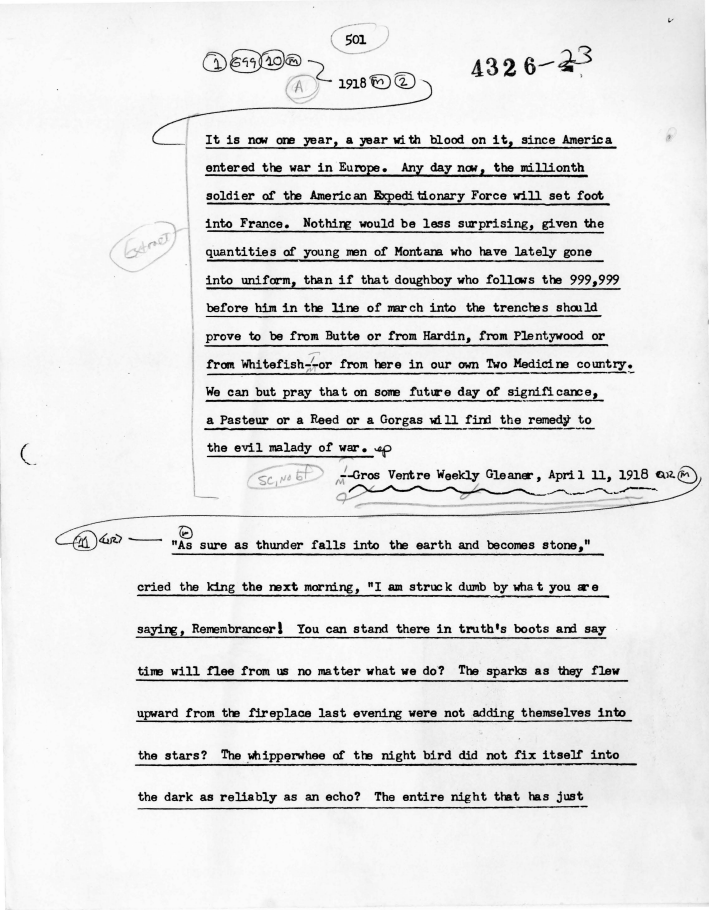 501
1 599 10 m
4326-23
A 1918 m 2
It is now one year, a year with blood on it, since America
entered the war in Europe. Any day now, the millionth
soldier of the American Expeditionary Force will set foot
into France. Nothing would be less surprising, given the
Extract
quantities of young men of Montana who have lately gone
into uniform, than if that doughboy who follows the 999,999
before him in the line of march into the trenches should
prove to be from Butte or from Hardin, from Plentywood or
from Whitefish--or from here in our own Two Medicine country.
We can but pray that on some future day of significance,
a Pasteur or a Reed or a Gorgas will find the remedy to
the evil malady of war.
SC, No bf
--Gros Ventre Weekly Gleaner, April 11, 1918
"As sure as thunder falls into the earth and becomes stone,"
cried the king the next morning, "I am struck dumb by what you are
saying, Remembrancer! You can stand there in truth's boots and say
time will flee from us no matter what we do? The sparks as they flew
upward from the fireplace last evening were not adding themselves into
the stars? The whipperwhee of the night bird did not fix itself into
the dark as reliably as an echo? The entire night that has just